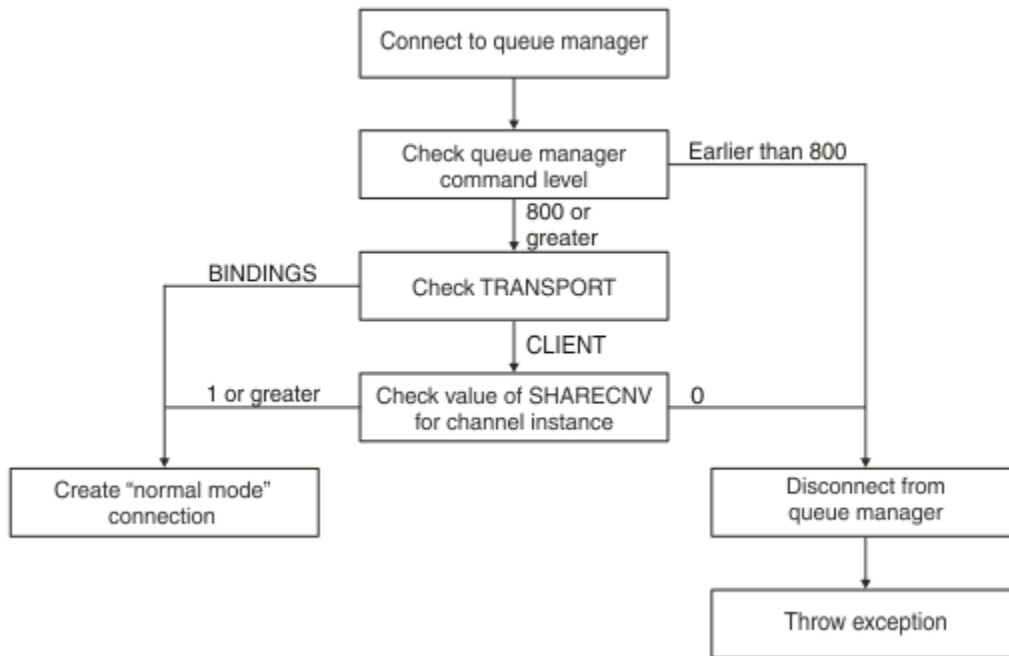 Connect to queue manager
Check queue manager
command level
Earlier than 800
800 or
greater
BINDINGS
Check TRANSPORT
CLIENT
1 or greater
Check value of SHARECNV
for channel instance
0
Create “normal mode”
connection
Disconnect from
queue manager
Throw exception